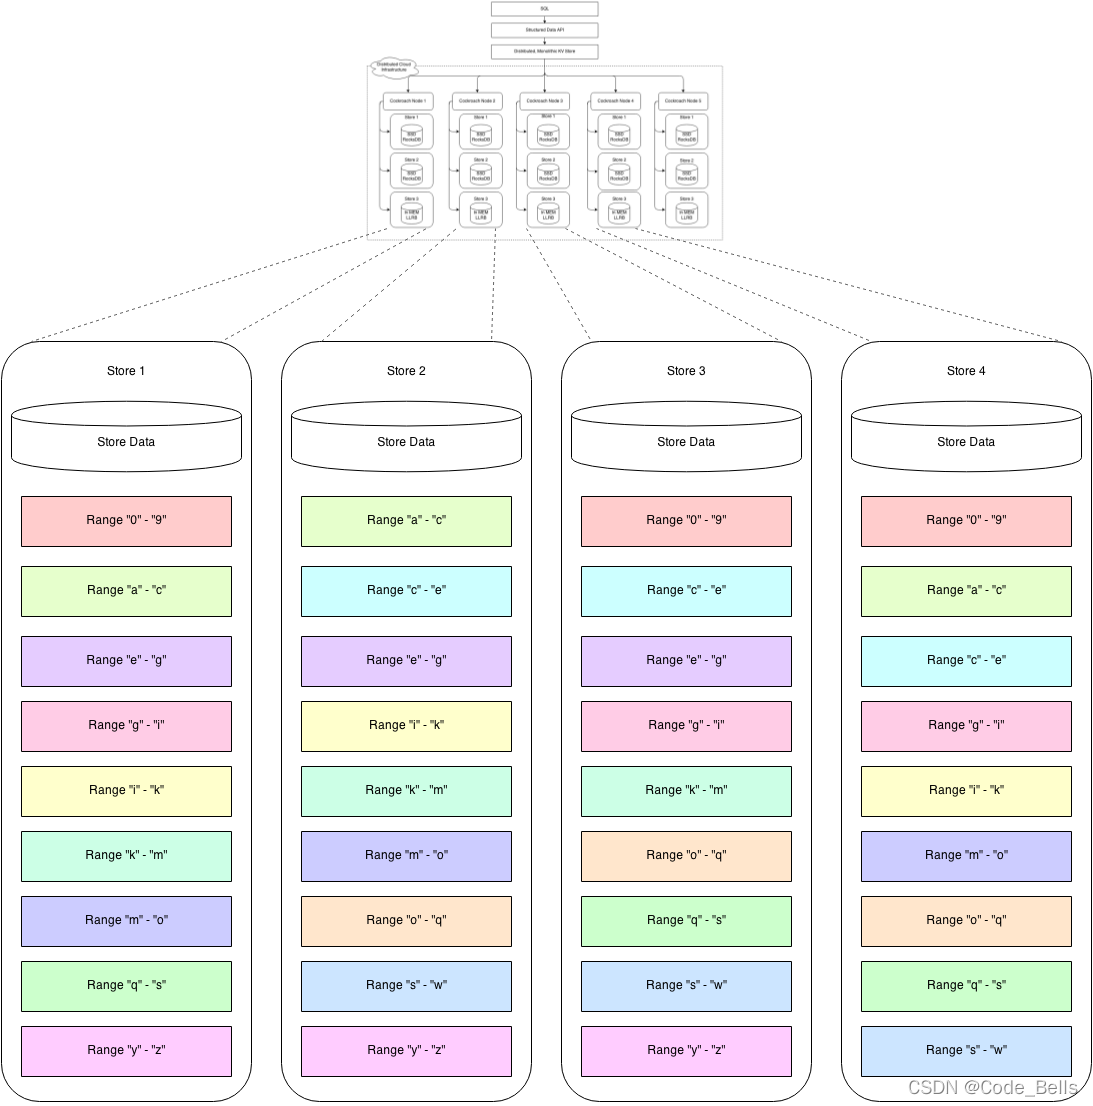 SQL
Structured Data API
Distributed, Monolithic KV Store
Distributed Cloud
Infrastructure
Cockroach Node 1
Cockroach Node 2
Cockroach Node 3
Cockroach Node 4
Cockroach Node 5
Store 1
SSD
RocksDB
Store 1
SSD
RocksDB
Store 1
SSD
RocksDB
Store 1
SSD
RocksDB
Store 1
SSD
RocksDB
Store 2
SSD
RocksDB
Store 2
SSD
RocksDB
Store 2
SSD
RocksDB
Store 2
SSD
RocksDB
Store 2
SSD
RocksDB
Store 3
in MEM
LLRB
Store 3
in MEM
LLRB
Store 3
in MEM
LLRB
Store 3
in MEM
LLRB
Store 3
in MEM
LLRB
Store 1
Store Data
Range "0" - "9"
Range "a" - "c"
Range "e" - "g"
Range "g" - "i"
Range "i" - "k"
Range "k" - "m"
Range "m" - "o"
Range "q" - "s"
Range "y" - "z"
Store 2
Store Data
Range "a" - "c"
Range "c" - "e"
Range "e" - "g"
Range "i" - "k"
Range "k" - "m"
Range "m" - "o"
Range "o" - "q"
Range "s" - "w"
Range "y" - "z"
Store 3
Store Data
Range "0" - "9"
Range "c" - "e"
Range "e" - "g"
Range "g" - "i"
Range "k" - "m"
Range "o" - "q"
Range "q" - "s"
Range "s" - "w"
Range "y" - "z"
Store 4
Store Data
Range "0" - "9"
Range "a" - "c"
Range "c" - "e"
Range "g" - "i"
Range "i" - "k"
Range "m" - "o"
Range "o" - "q"
Range "q" - "s"
Range "s" - "w"
CSDN @Code_Bells